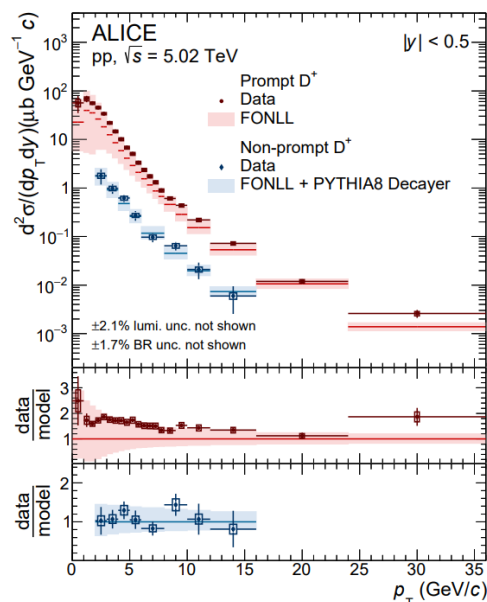 ALICE
pp, √s = 5.02 TeV
|y| < 0.5
Prompt D⁺
Data
FONLL
Non-prompt D⁺
Data
FONLL + PYTHIA8 Decayer
d²σ/(dp_T dy)(μb GeV⁻¹ c)
10³
10²
10
1
10⁻¹
10⁻²
10⁻³
±2.1% lumi. unc. not shown
±1.7% BR unc. not shown
data
model
3
2
1
data
model
2
1
0 5 10 15 20 25 30 35
p_T (GeV/c)